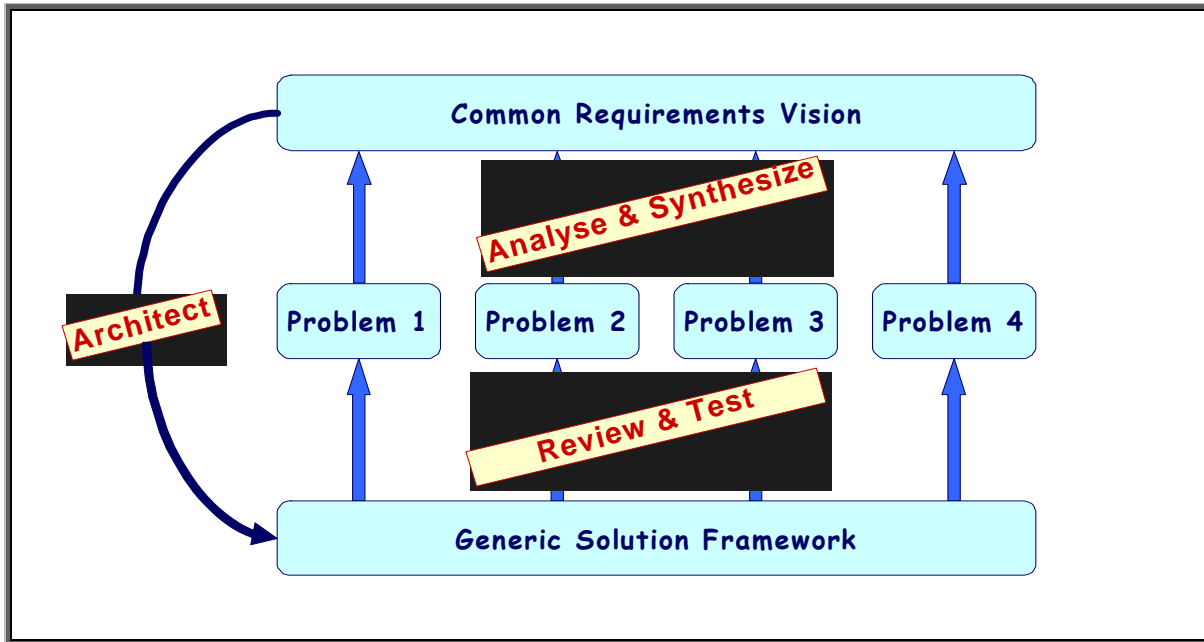 Common Requirements Vision
Analyse & Synthesize
Architect
Problem 1
Problem 2
Problem 3
Problem 4
Review & Test
Generic Solution Framework